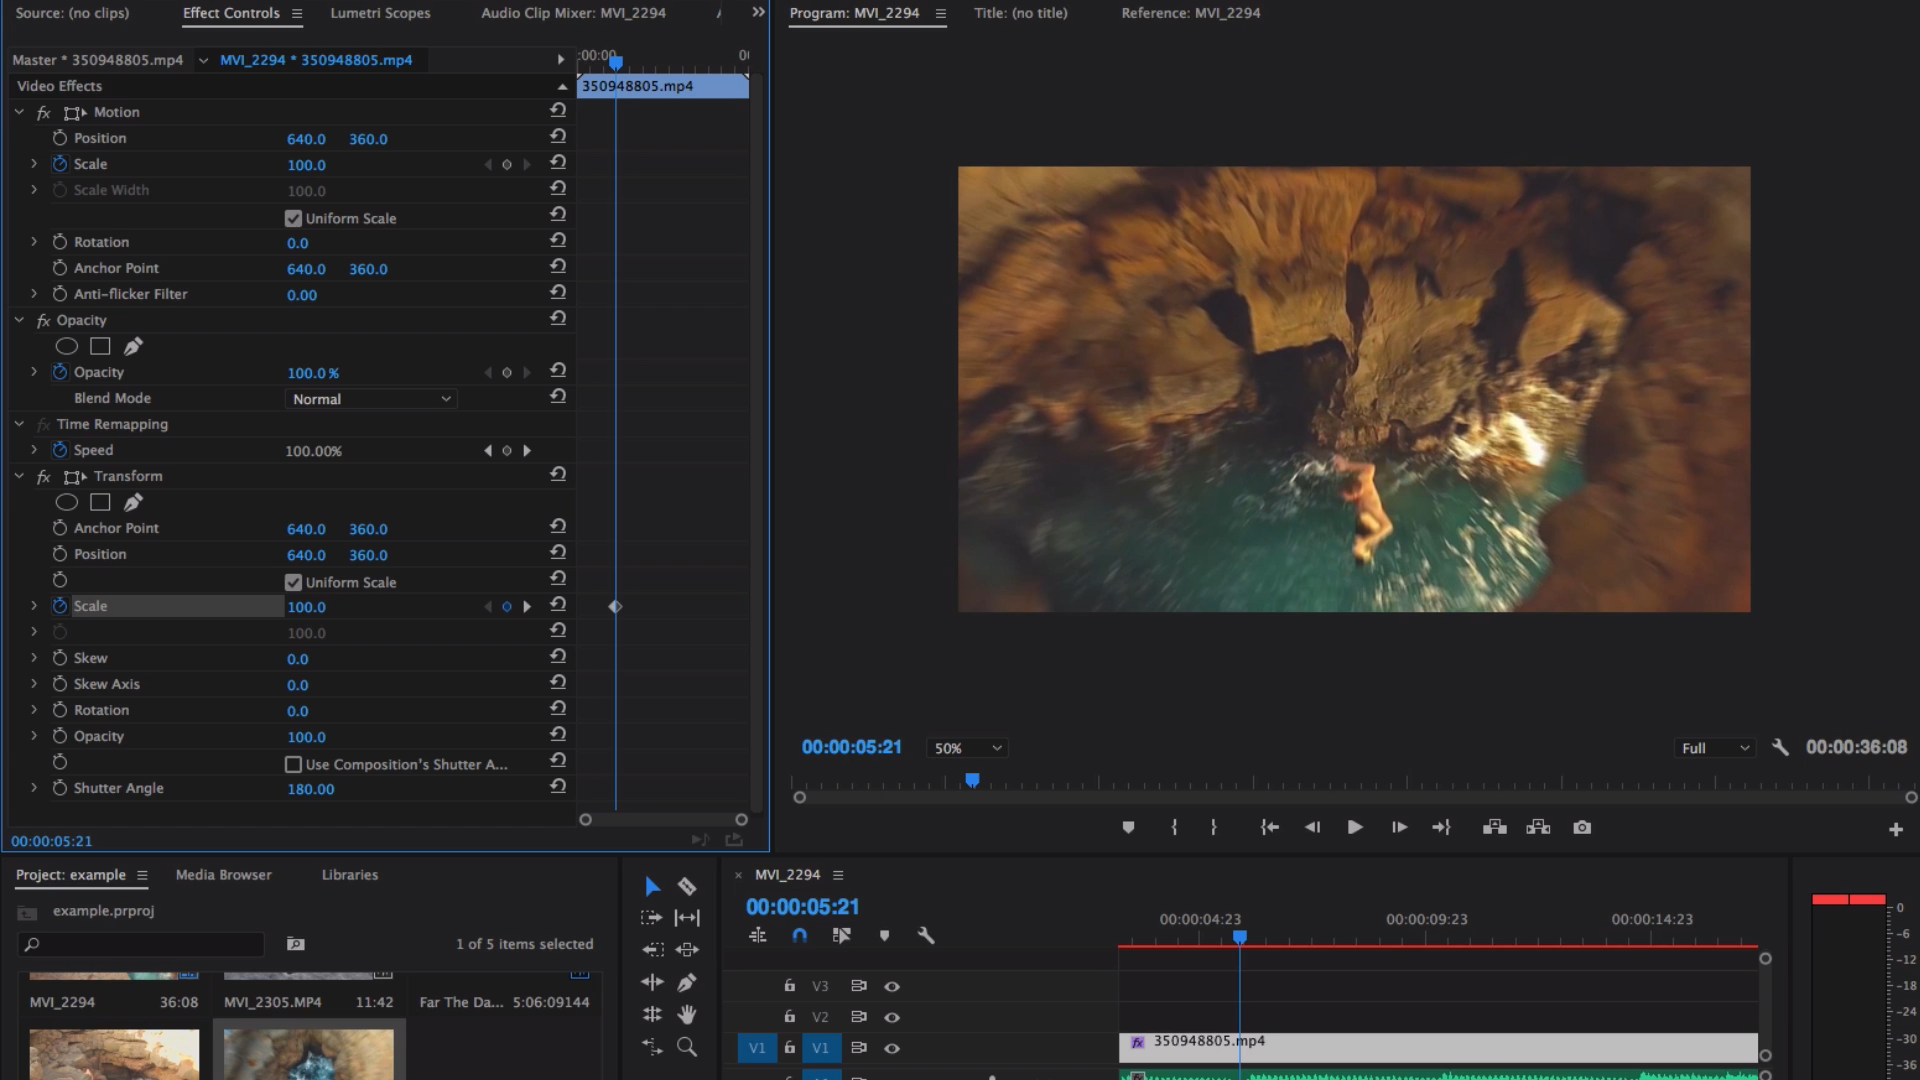 Source: (no clips)
Effect Controls
Lumetri Scopes
Audio Clip Mixer: MVI_2294
Master * 350948805.mp4
MVI_2294 * 350948805.mp4
:00:00
350948805.mp4
Video Effects
fx Motion
Position 640.0 360.0
Scale 100.0
Scale Width 100.0
Uniform Scale
Rotation 0.0
Anchor Point 640.0 360.0
Anti-flicker Filter 0.00
fx Opacity
Opacity 100.0 %
Blend Mode Normal
fx Time Remapping
Speed 100.00%
fx Transform
Anchor Point 640.0 360.0
Position 640.0 360.0
Uniform Scale
Scale 100.0
100.0
Skew 0.0
Skew Axis 0.0
Rotation 0.0
Opacity 100.0
Use Composition's Shutter A...
Shutter Angle 180.00
00:00:05:21
Program: MVI_2294
Title: (no title)
Reference: MVI_2294
00:00:05:21
50%
Full
00:00:36:08
Project: example
Media Browser
Libraries
example.prproj
1 of 5 items selected
MVI_2294 36:08
MVI_2305.MP4 11:42
Far The Da... 5:06:09144
MVI_2294
00:00:05:21
00:00:04:23
00:00:09:23
00:00:14:23
V3
V2
V1 V1
fx 350948805.mp4
0
-6
-12
-18
-24
-30
-36